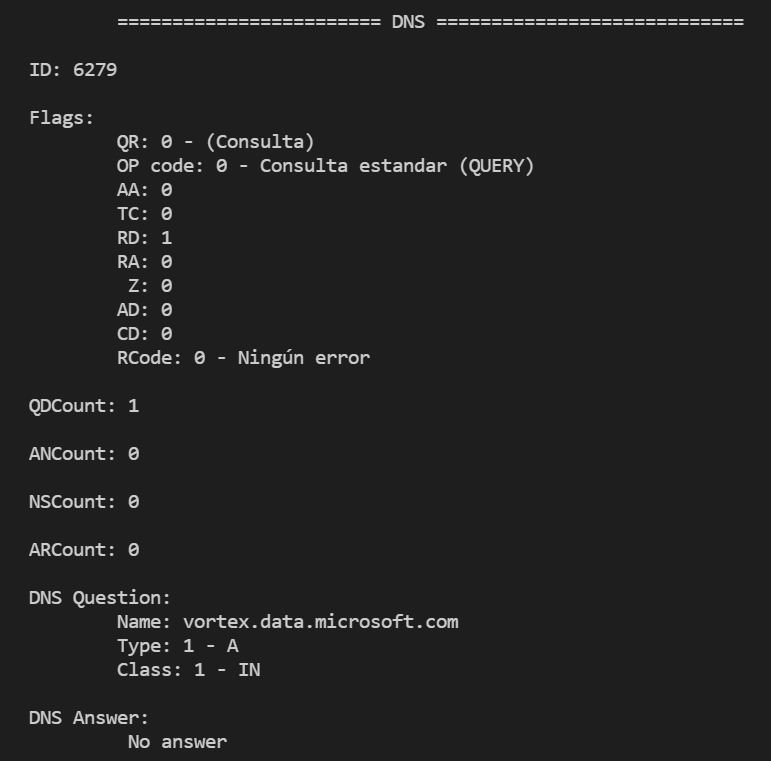 ======================== DNS ============================
ID: 6279
Flags:
QR: 0 - (Consulta)
OP code: 0 - Consulta estandar (QUERY)
AA: 0
TC: 0
RD: 1
RA: 0
Z: 0
AD: 0
CD: 0
RCode: 0 - Ningún error
QDCount: 1
ANCount: 0
NSCount: 0
ARCount: 0
DNS Question:
Name: vortex.data.microsoft.com
Type: 1 - A
Class: 1 - IN
DNS Answer:
No answer